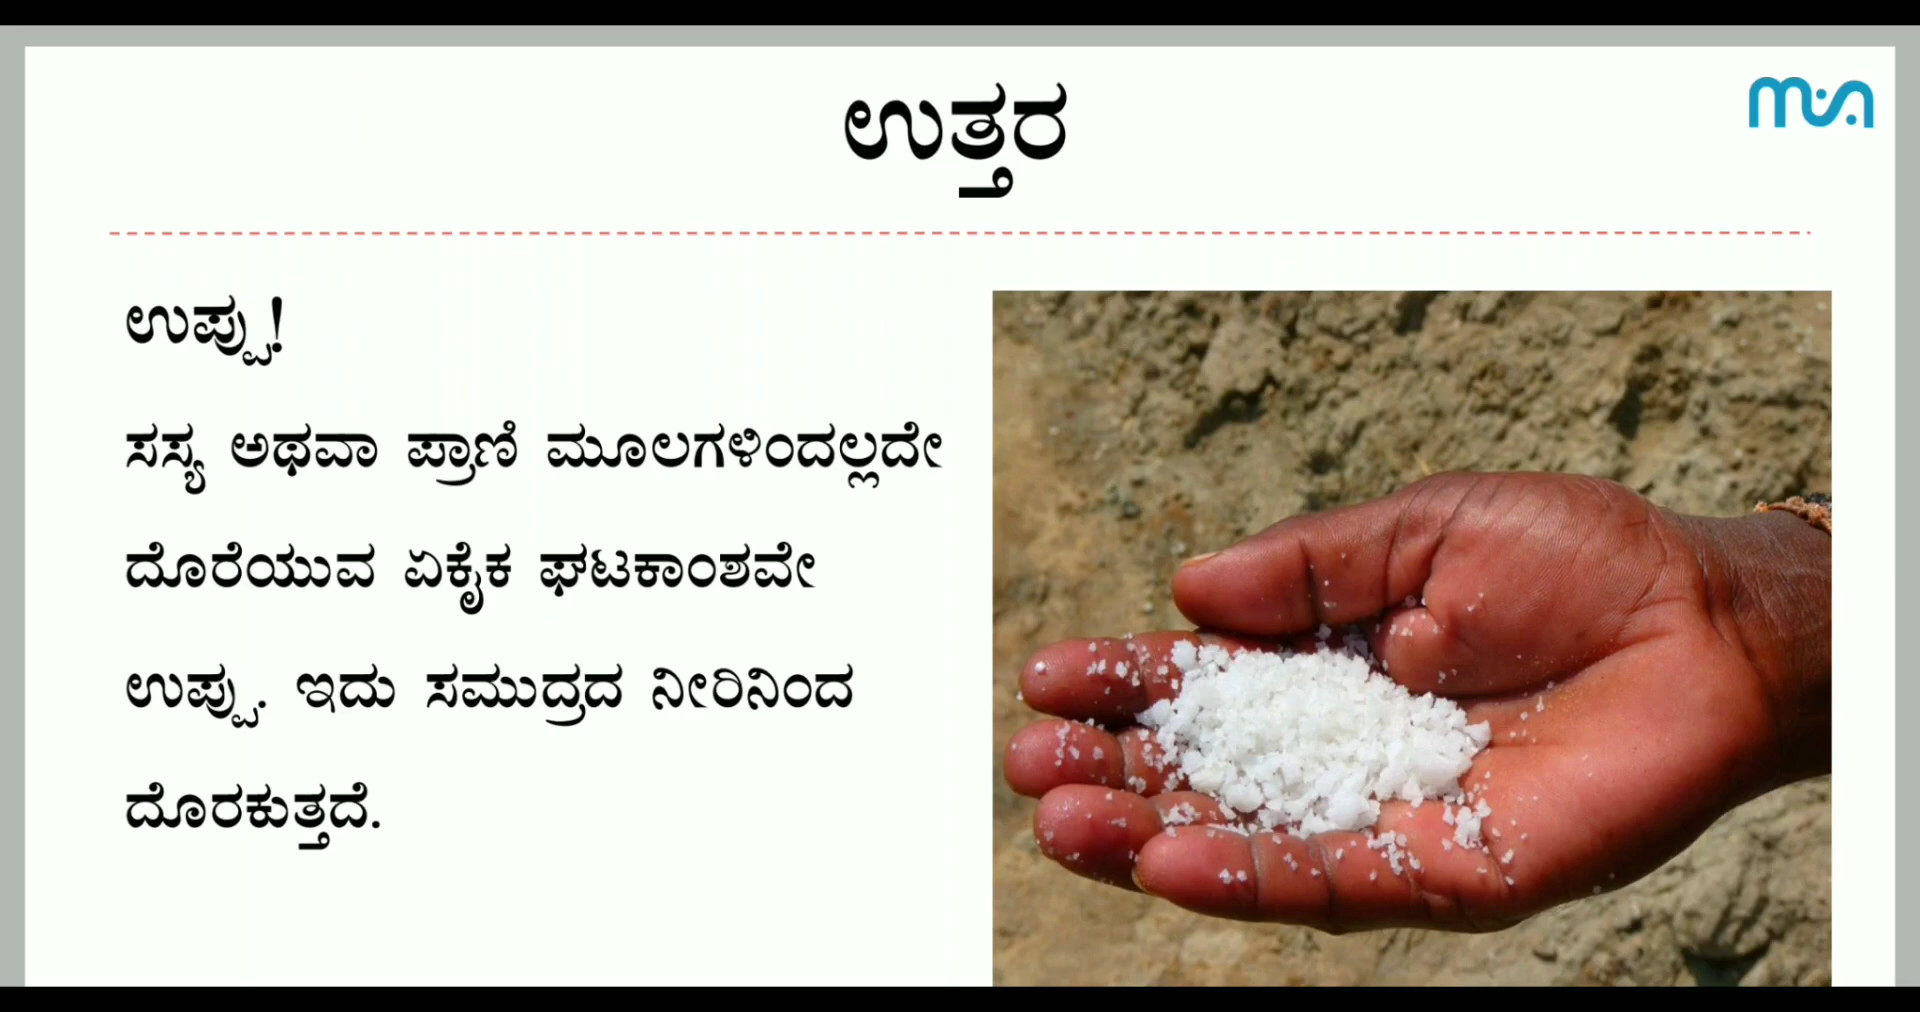 ಉತ್ತರ
ಉಪ್ಪು!
ಸಸ್ಯ ಅಥವಾ ಪ್ರಾಣಿ ಮೂಲಗಳಿಂದಲ್ಲದೇ
ದೊರೆಯುವ ಏಕೈಕ ಘಟಕಾಂಶವೇ
ಉಪ್ಪು. ಇದು ಸಮುದ್ರದ ನೀರಿನಿಂದ
ದೊರಕುತ್ತದೆ.